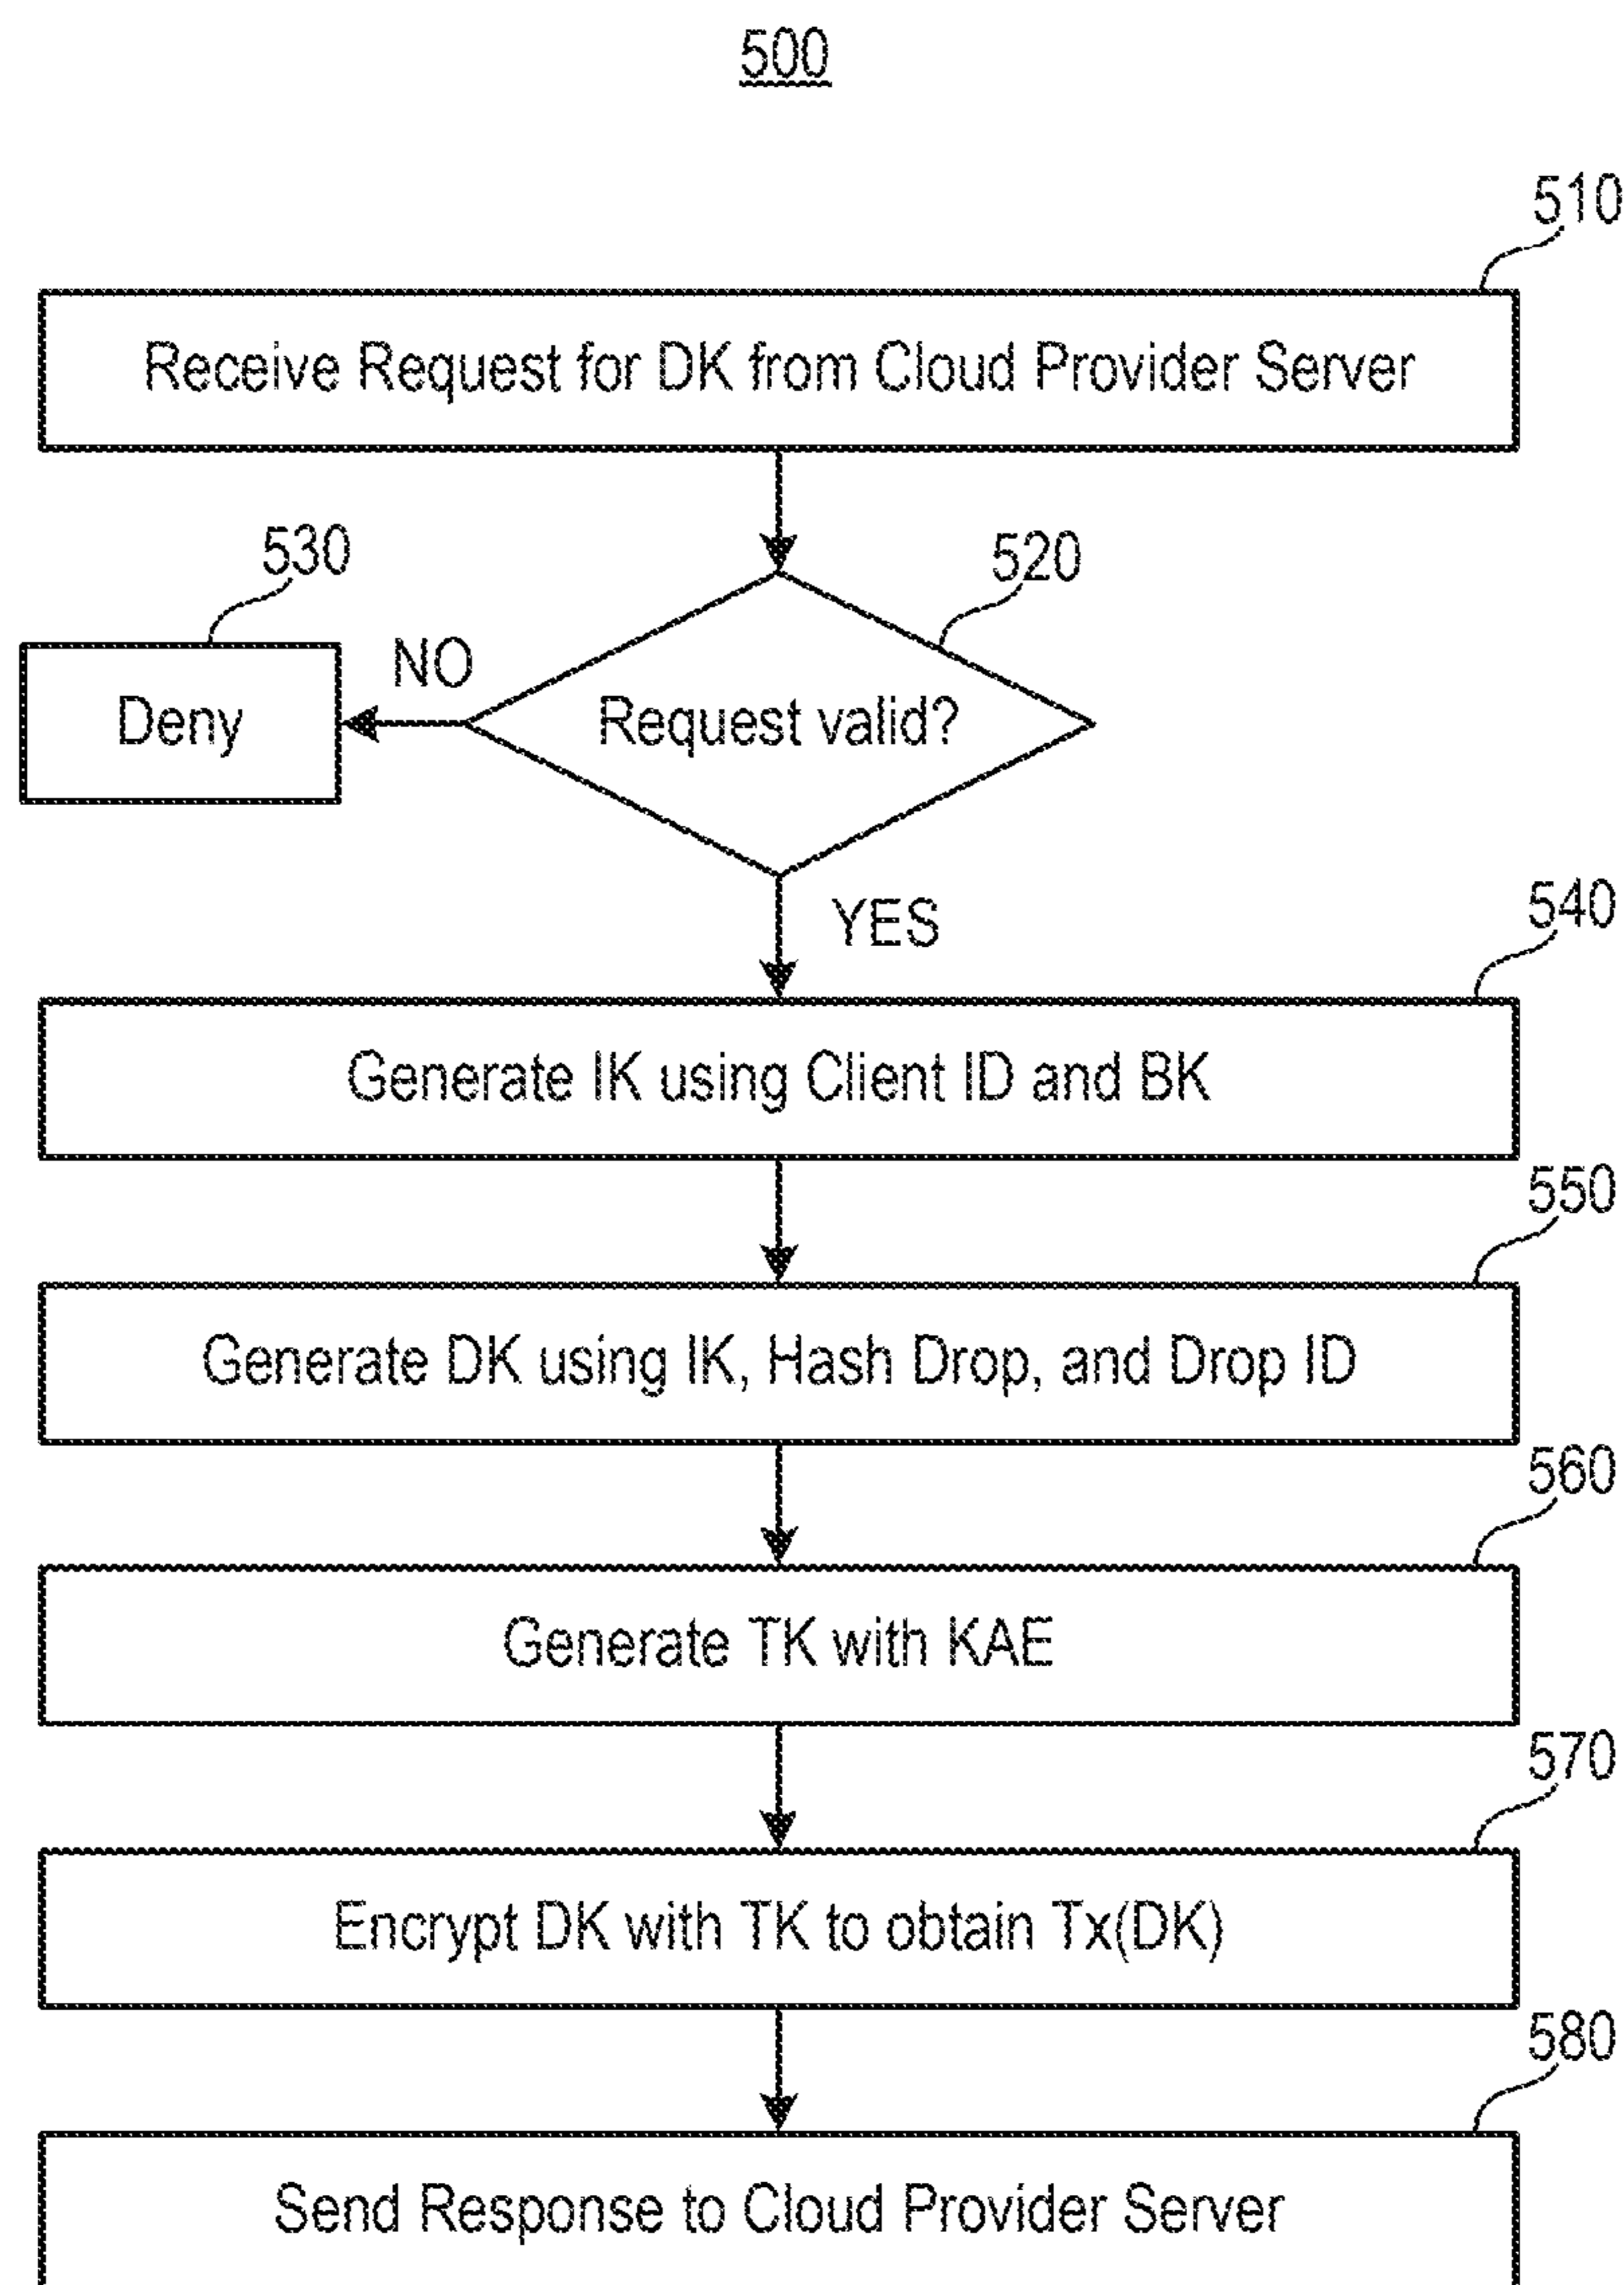 500
510
Receive Request for DK from Cloud Provider Server
530
520
NO
Deny
Request valid?
YES
540
Generate IK using Client ID and BK
550
Generate DK using IK, Hash Drop, and Drop ID
560
Generate TK with KAE
570
Encrypt DK with TK to obtain Tx(DK)
580
Send Response to Cloud Provider Server